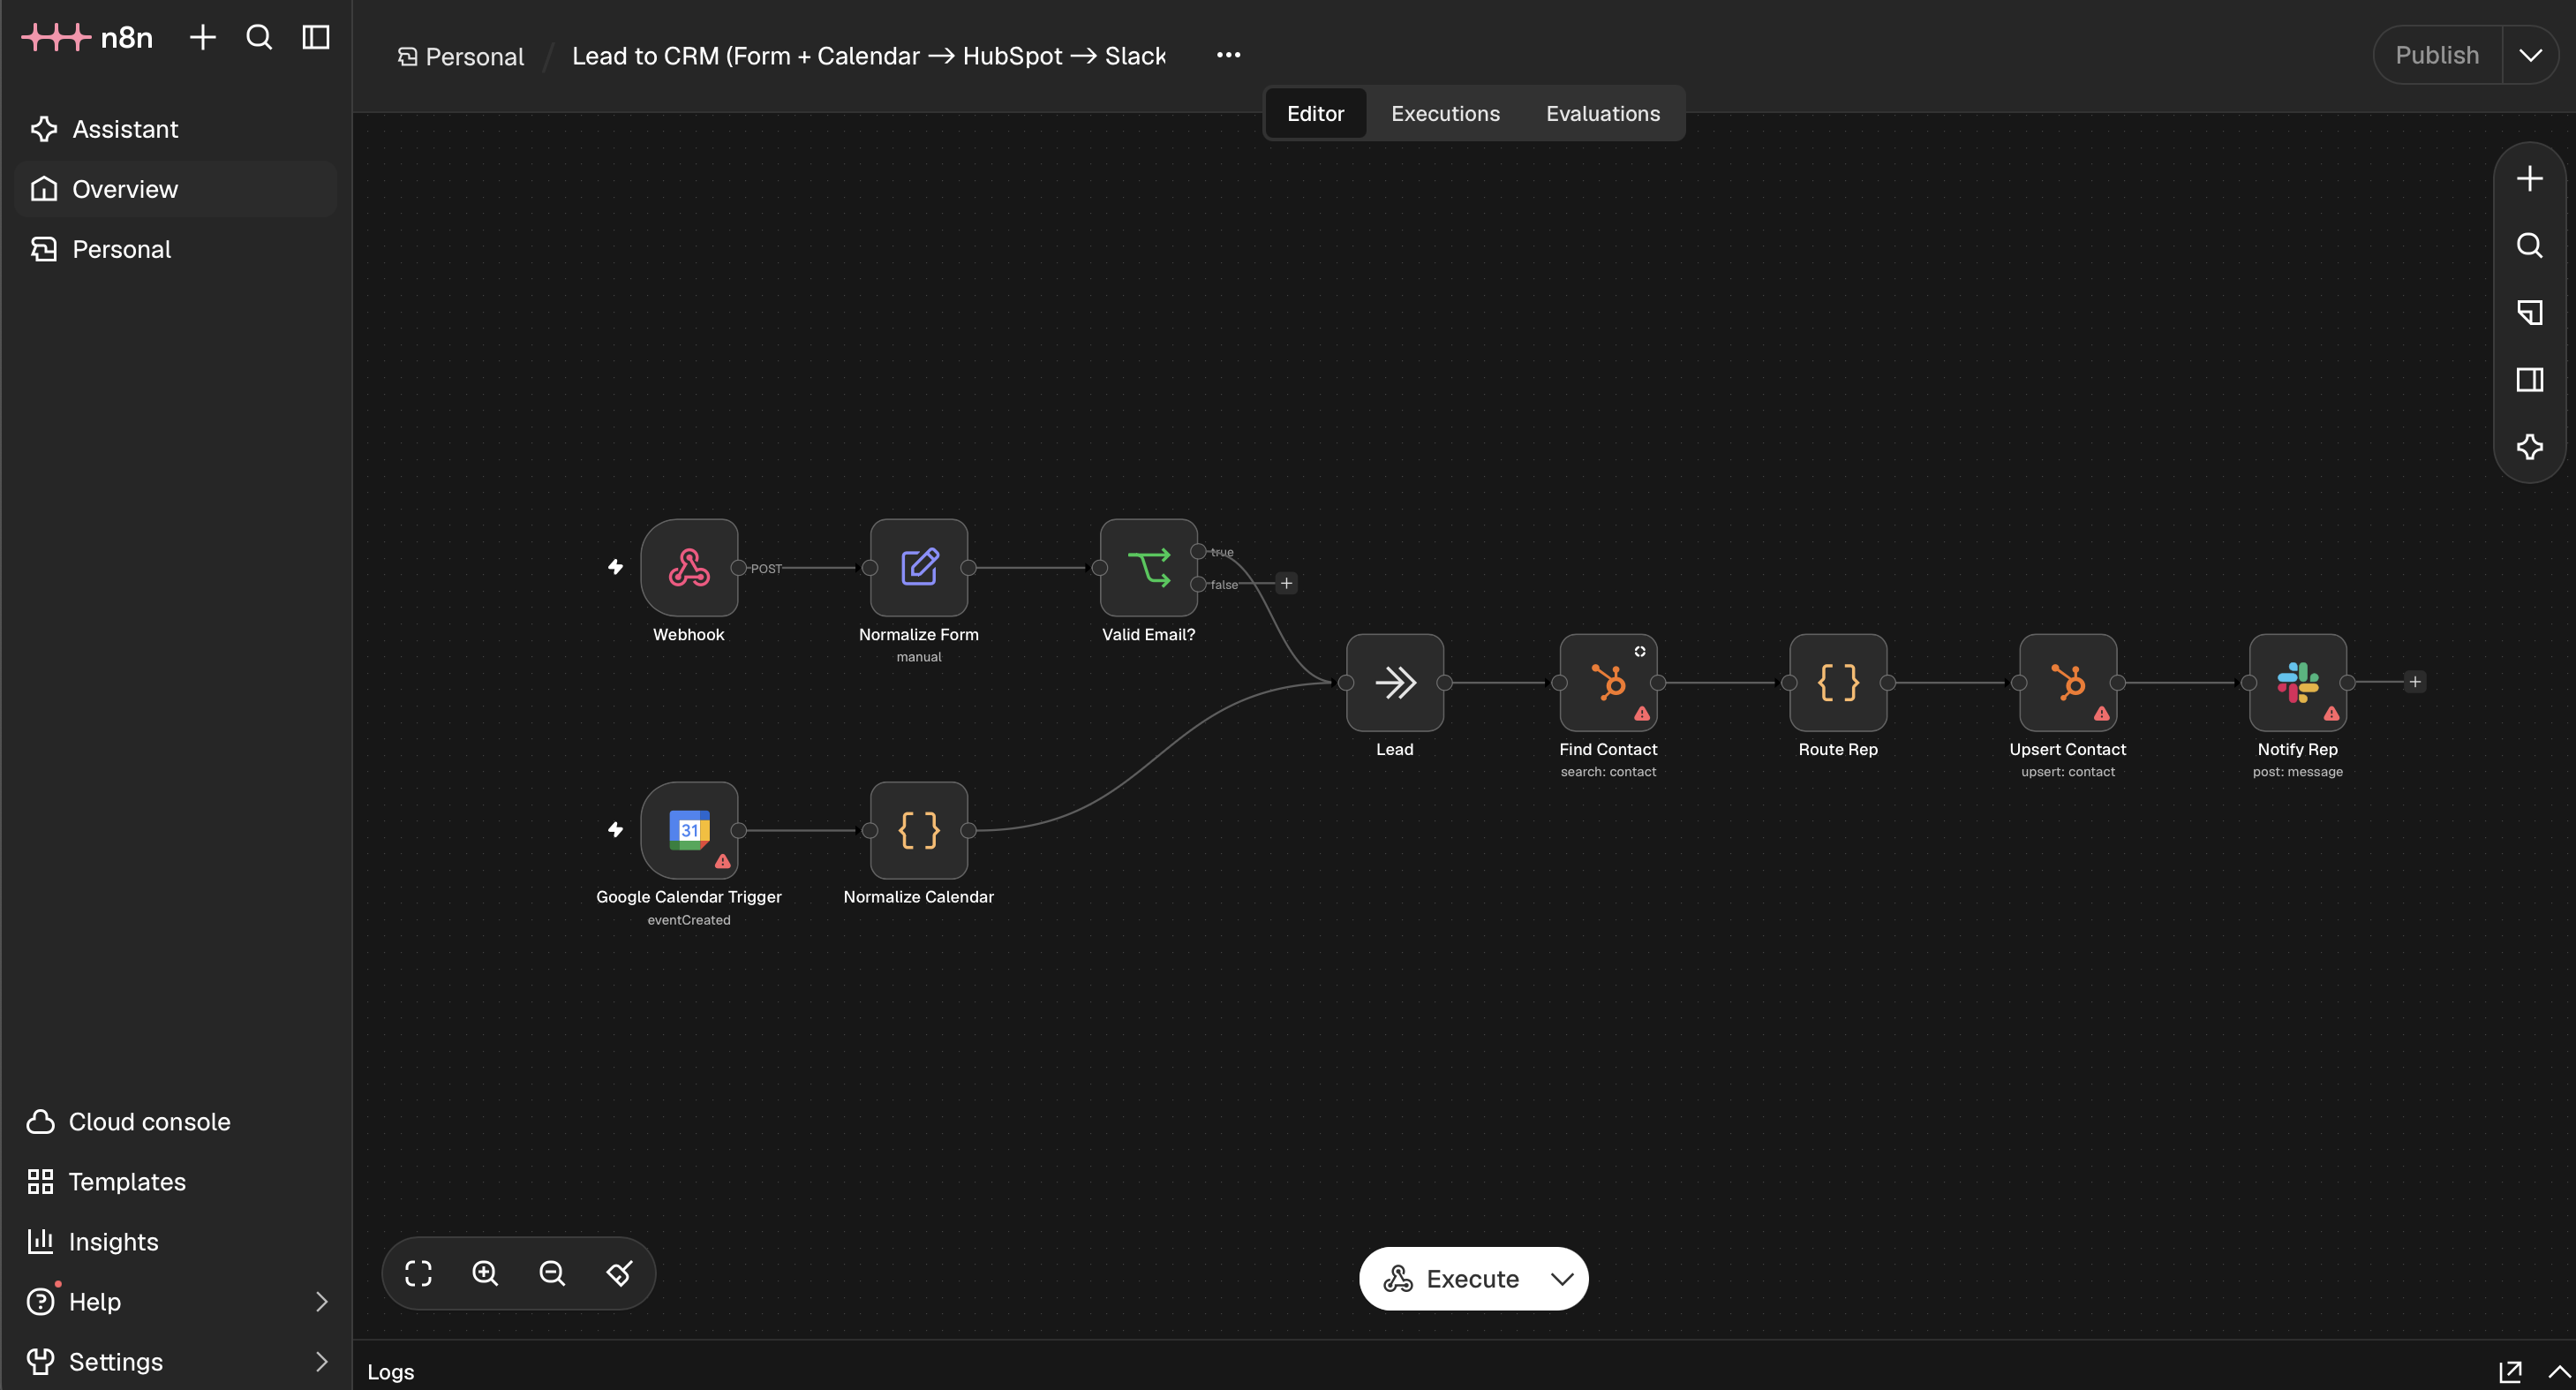 n8n
Assistant
Overview
Personal
Cloud console
Templates
Insights
Help
Settings
Personal / Lead to CRM (Form + Calendar → HubSpot → Slack
Publish
Editor
Executions
Evaluations
POST
true
false
Webhook
Normalize Form
manual
Valid Email?
31
Google Calendar Trigger
eventCreated
Normalize Calendar
Lead
Find Contact
search: contact
Route Rep
Upsert Contact
upsert: contact
Notify Rep
post: message
Execute
Logs